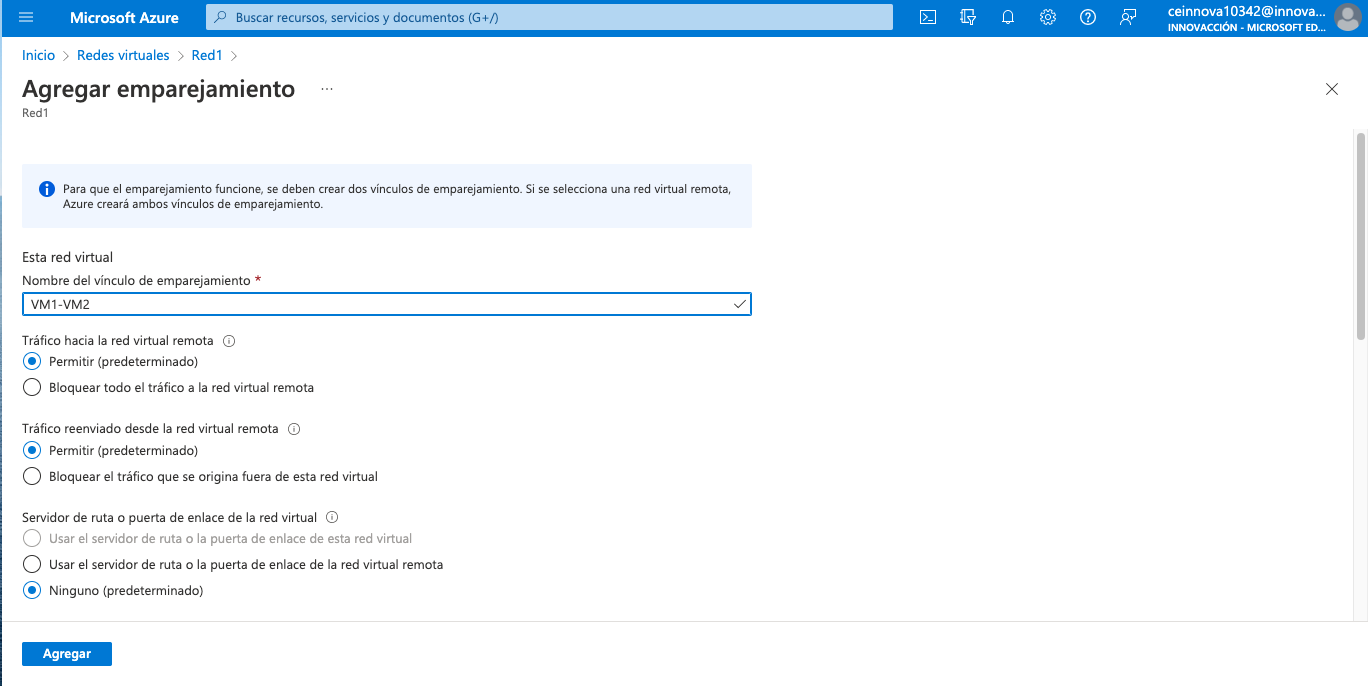 Microsoft Azure
Buscar recursos, servicios y documentos (G+/)
ceinnova10342@innova...
INNOVACCIÓN - MICROSOFT ED...
Inicio > Redes virtuales > Red1 >
Agregar emparejamiento ...
Red1
Para que el emparejamiento funcione, se deben crear dos vínculos de emparejamiento. Si se selecciona una red virtual remota,
Azure creará ambos vínculos de emparejamiento.
Esta red virtual
Nombre del vínculo de emparejamiento *
VM1-VM2
Tráfico hacia la red virtual remota
Permitir (predeterminado)
Bloquear todo el tráfico a la red virtual remota
Tráfico reenviado desde la red virtual remota
Permitir (predeterminado)
Bloquear el tráfico que se origina fuera de esta red virtual
Servidor de ruta o puerta de enlace de la red virtual
Usar el servidor de ruta o la puerta de enlace de esta red virtual
Usar el servidor de ruta o la puerta de enlace de la red virtual remota
Ninguno (predeterminado)
Agregar